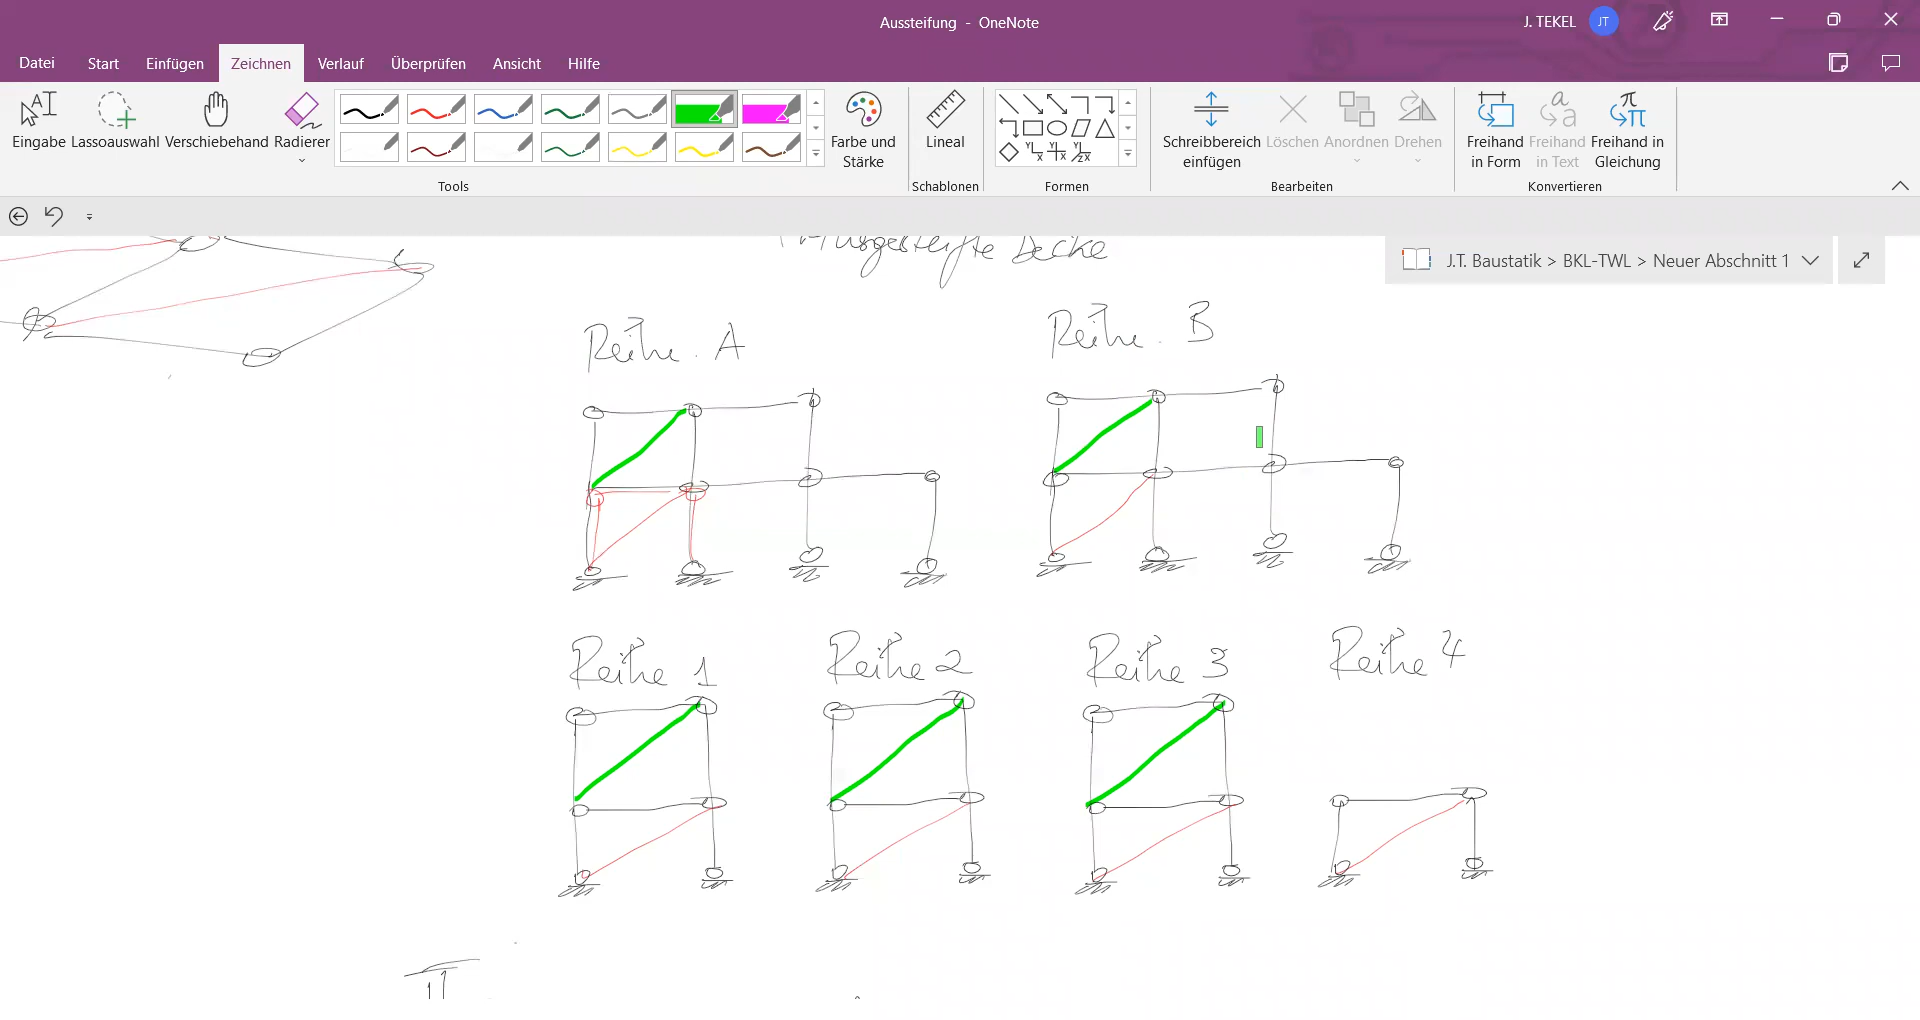 Aussteifung - OneNote
J. TEKEL
JT
Datei
Start
Einfügen
Zeichnen
Verlauf
Überprüfen
Ansicht
Hilfe
Eingabe
Lassoauswahl
Verschiebehand
Radierer
Farbe und
Stärke
Lineal
Schreibbereich
einfügen
Löschen
Anordnen
Drehen
Freihand
in Form
Freihand
in Text
Freihand in
Gleichung
Tools
Schablonen
Formen
Bearbeiten
Konvertieren
Ausgesteifte Decke
J.T. Baustatik > BKL-TWL > Neuer Abschnitt 1
Reihe A
Reihe B
Reihe 1
Reihe 2
Reihe 3
Reihe 4